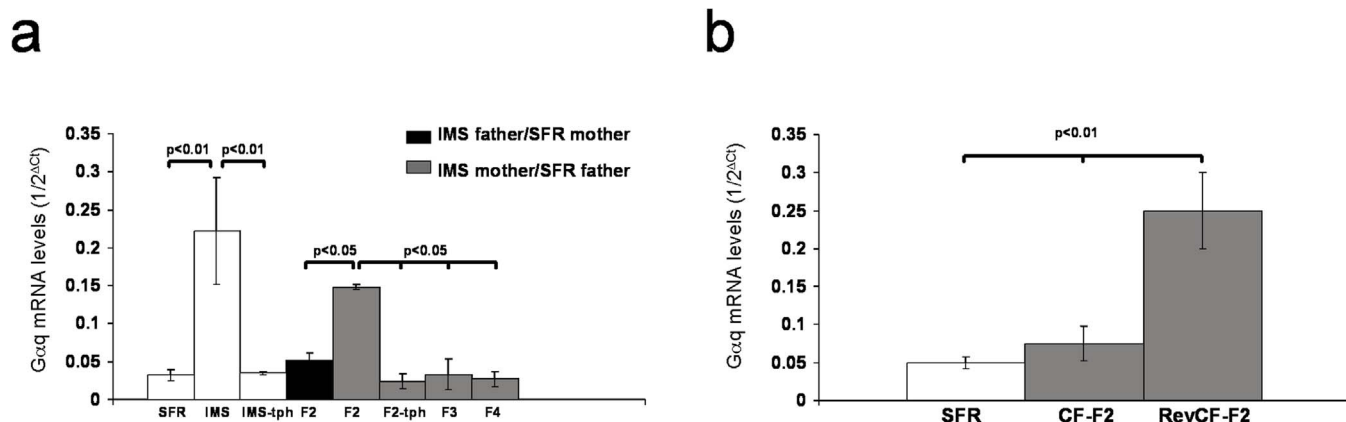 a
Gαq mRNA levels (1/2^ΔCt)
0.35
0.3
0.25
0.2
0.15
0.1
0.05
0
p<0.01 p<0.01
IMS father/SFR mother
IMS mother/SFR father
p<0.05 p<0.05
SFR IMS IMS-tph F2 F2 F2-tph F3 F4
b
Gαq mRNA levels (1/2^ΔCt)
0.35
0.3
0.25
0.2
0.15
0.1
0.05
0
p<0.01
SFR CF-F2 RevCF-F2